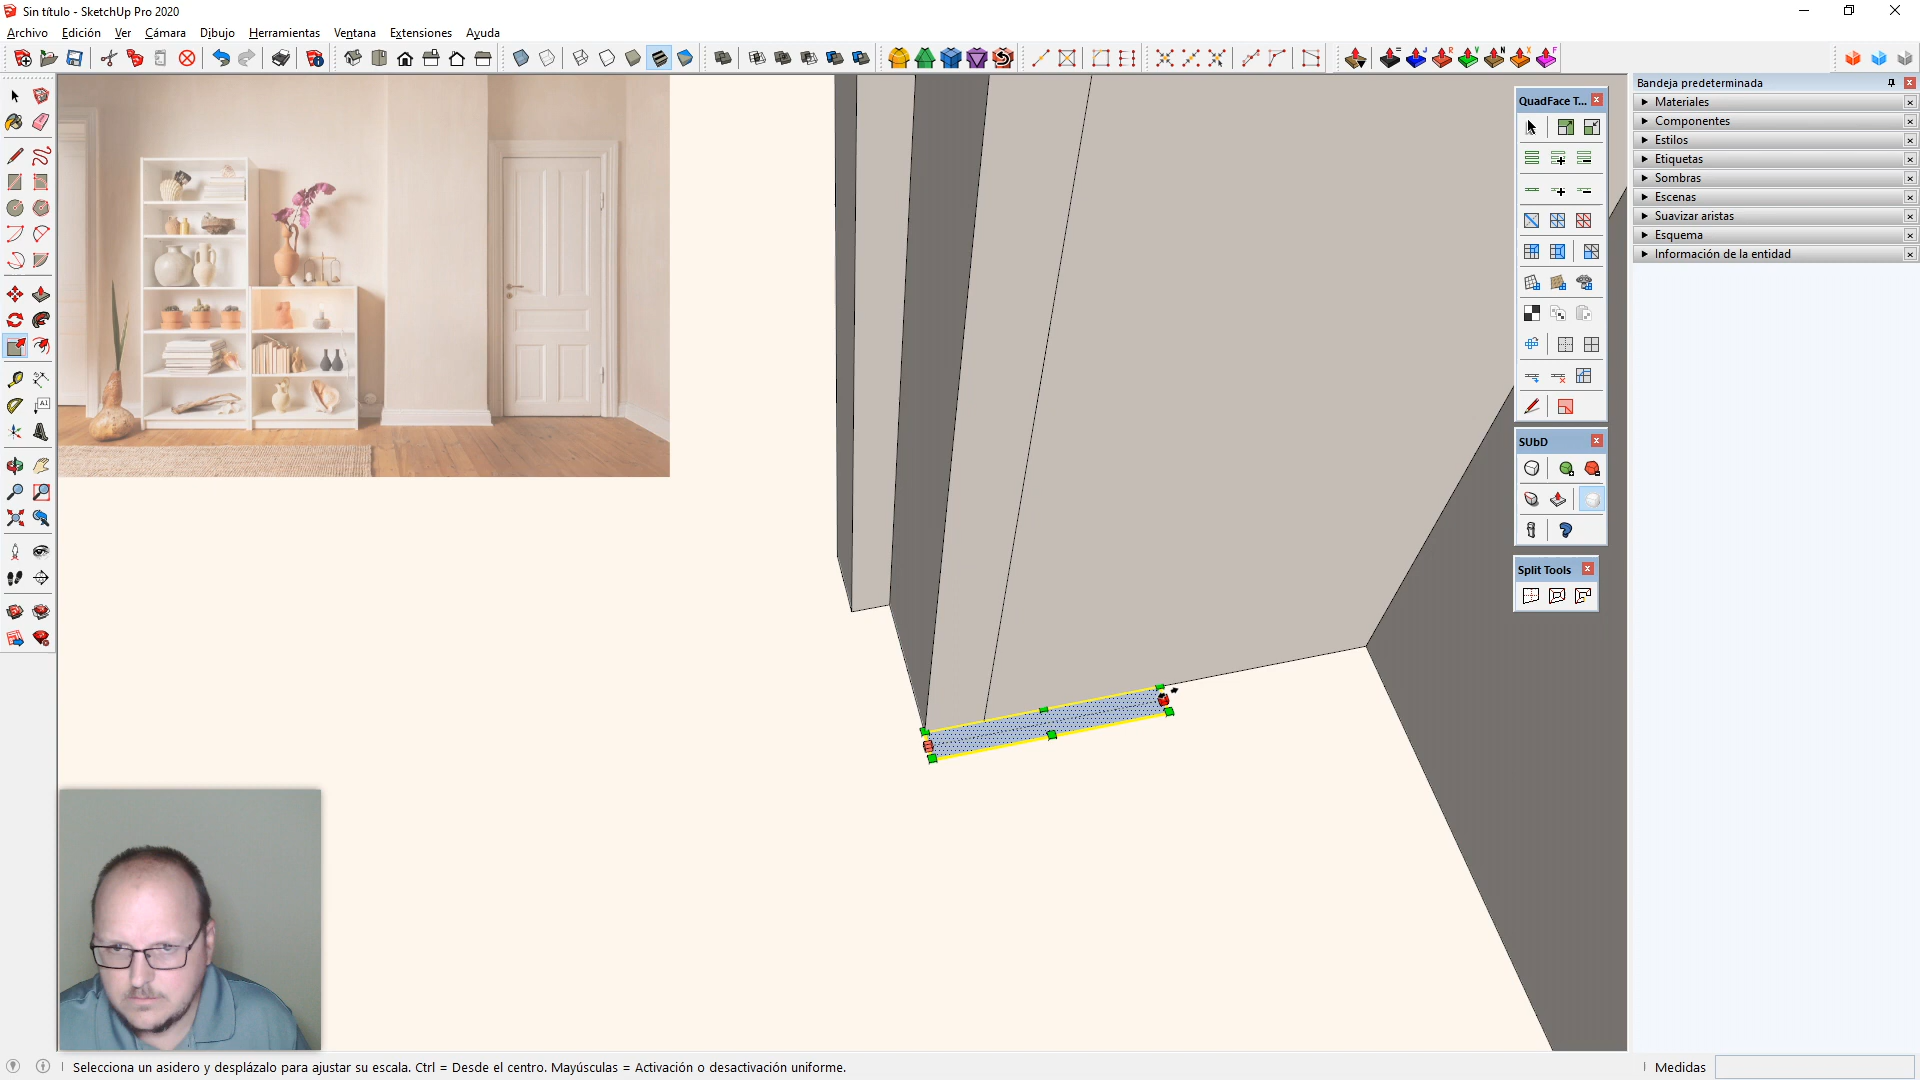 Sin título - SketchUp Pro 2020
Archivo Edición Ver Cámara Dibujo Herramientas Ventana Extensiones Ayuda
Bandeja predeterminada
Materiales
Componentes
Estilos
Etiquetas
Sombras
Escenas
Suavizar aristas
Esquema
Información de la entidad
QuadFace T...
SUbD
Split Tools
Selecciona un asidero y desplázalo para ajustar su escala. Ctrl = Desde el centro. Mayúsculas = Activación o desactivación uniforme.
Medidas